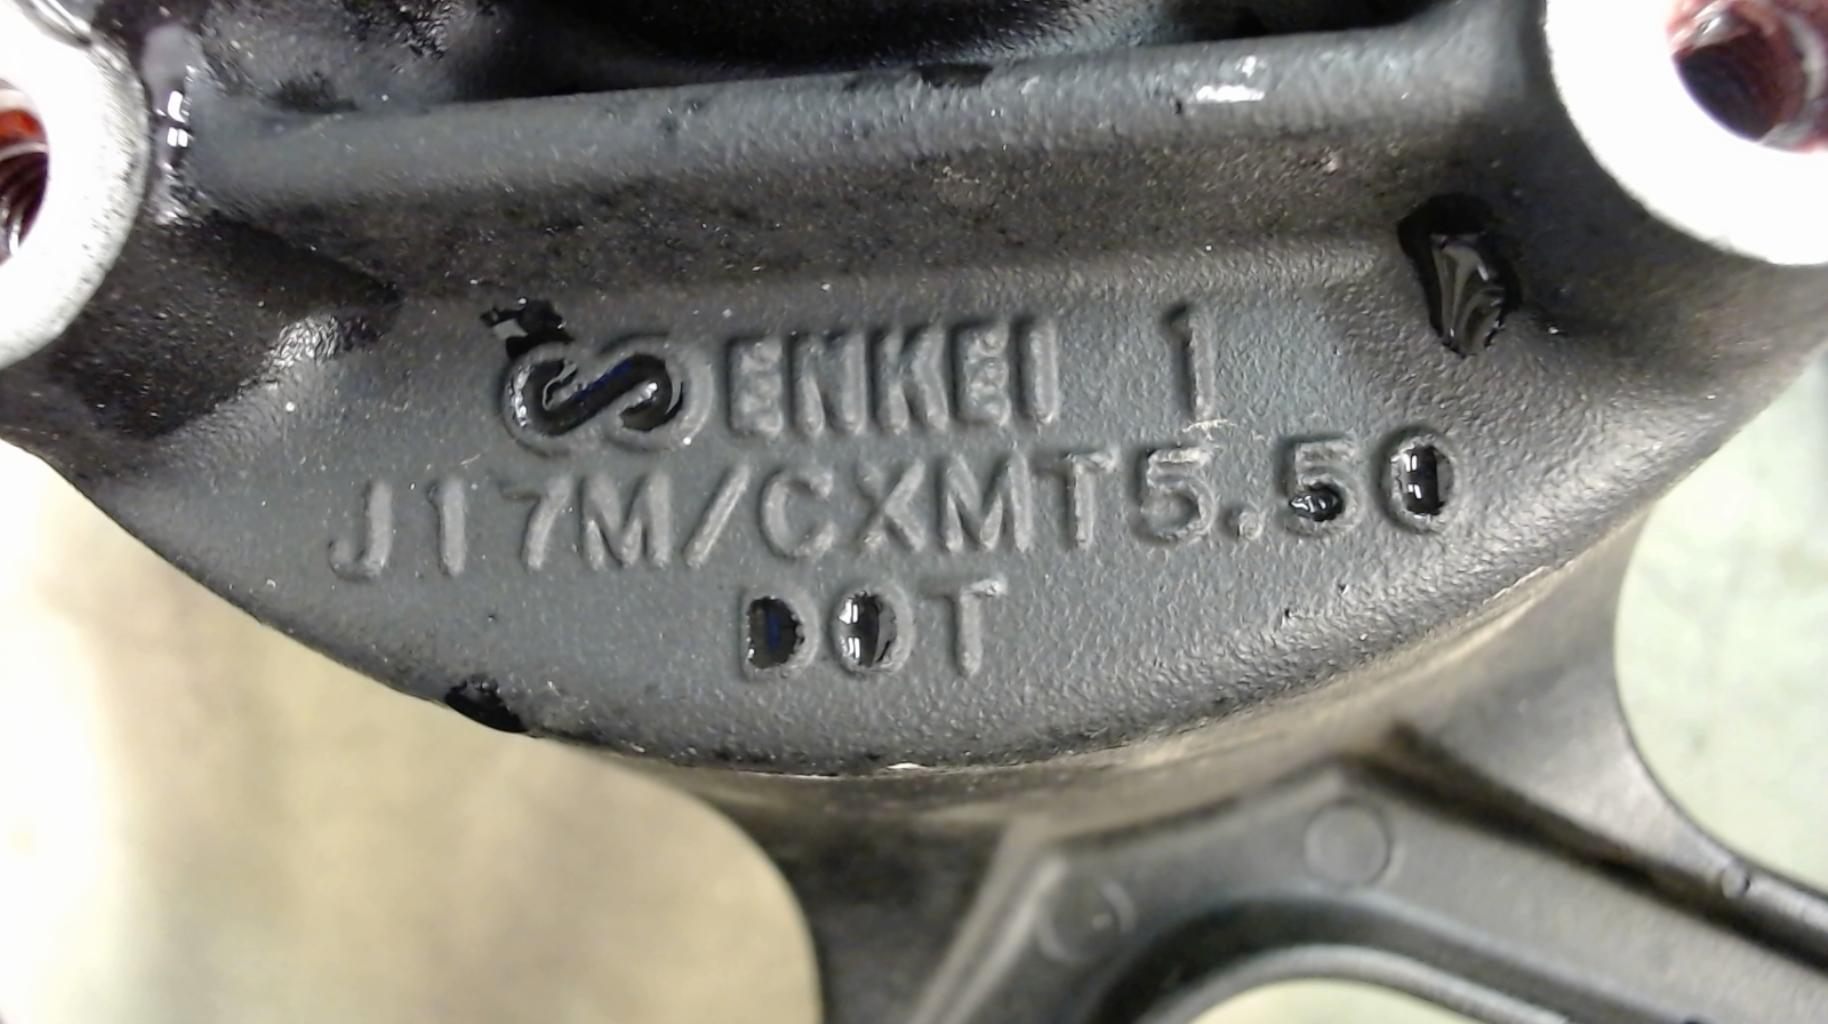 ENKEI 1
J17M/CXMT5.50
DOT